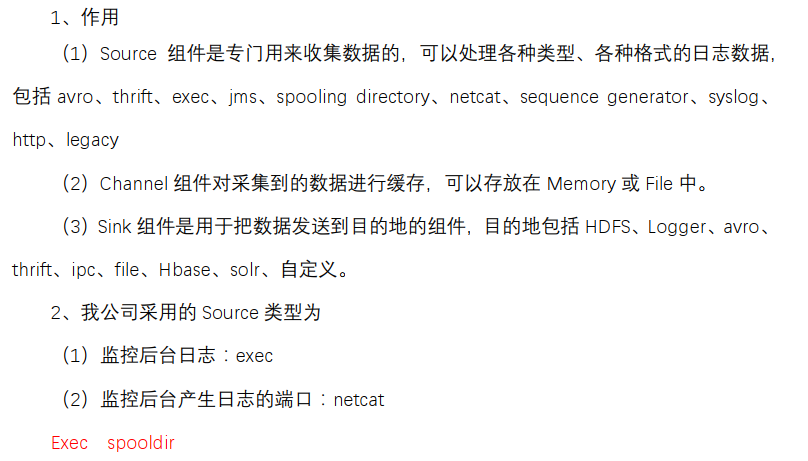 1、作用
（1）Source 组件是专门用来收集数据的，可以处理各种类型、各种格式的日志数据，
包括 avro、thrift、exec、jms、spooling directory、netcat、sequence generator、syslog、
http、legacy
（2）Channel 组件对采集到的数据进行缓存，可以存放在 Memory 或 File 中。
（3）Sink 组件是用于把数据发送到目的地的组件，目的地包括 HDFS、Logger、avro、
thrift、ipc、file、Hbase、solr、自定义。
2、我公司采用的 Source 类型为
（1）监控后台日志：exec
（2）监控后台产生日志的端口：netcat
Exec spooldir